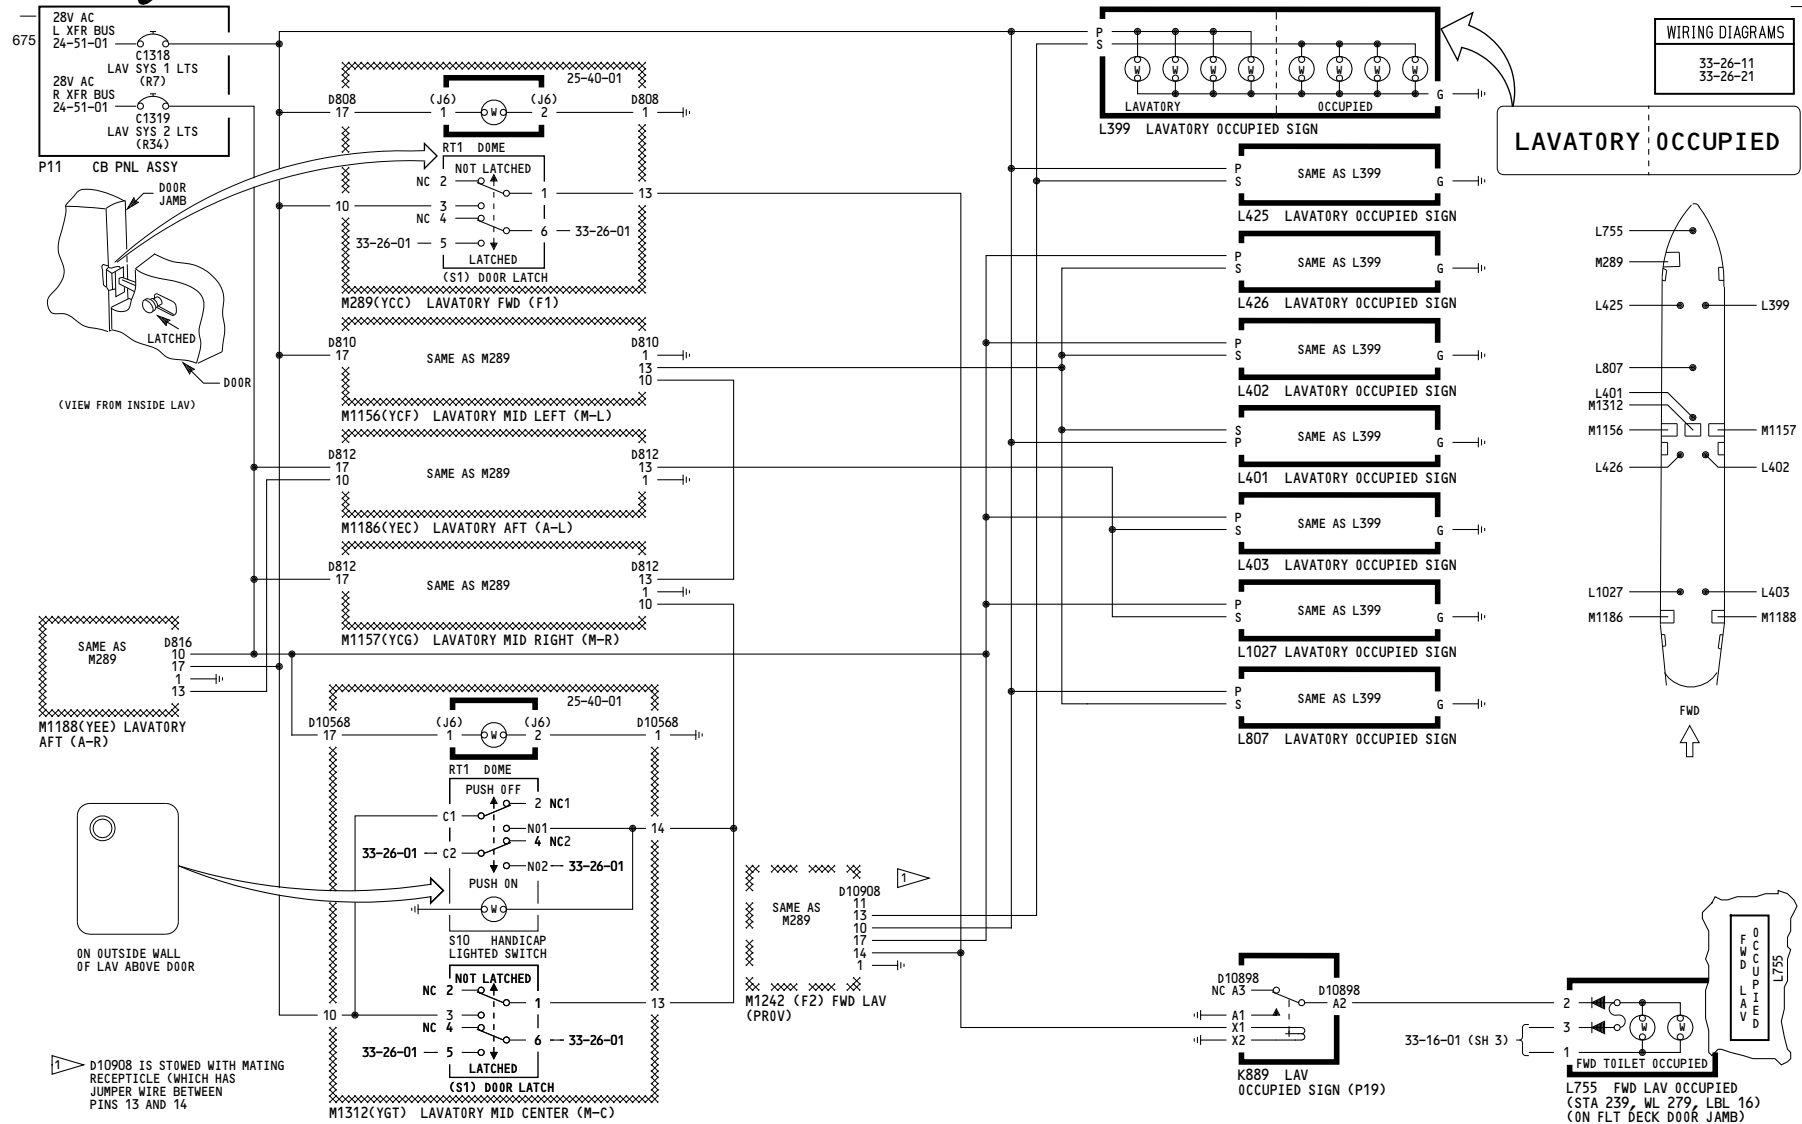 675
28V AC
L XFR BUS
24-51-01
C1318
LAV SYS 1 LTS
(R7)
28V AC
R XFR BUS
24-51-01
C1319
LAV SYS 2 LTS
(R34)
P11 CB PNL ASSY
DOOR
JAMB
LATCHED
DOOR
(VIEW FROM INSIDE LAV)
25-40-01
D808 (J6) (J6) D808
17 1 W 2 1
RT1 DOME
NOT LATCHED
NC 2 1 13
10 3
NC 4
6 33-26-01
33-26-01 5
LATCHED
(S1) DOOR LATCH
M289(YCC) LAVATORY FWD (F1)
D810 D810
17 SAME AS M289 1
13
10
M1156(YCF) LAVATORY MID LEFT (M-L)
D812 D812
17 SAME AS M289 13
10 1
M1186(YEC) LAVATORY AFT (A-L)
D812 D812
17 SAME AS M289 13
1
10
M1157(YCG) LAVATORY MID RIGHT (M-R)
SAME AS
M289
D816
10
17
1
13
M1188(YEE) LAVATORY
AFT (A-R)
25-40-01
D10568 (J6) (J6) D10568
17 1 W 2 1
RT1 DOME
PUSH OFF
2 NC1
C1
NO1 14
4 NC2
33-26-01 C2
NO2 33-26-01
PUSH ON
W
S10 HANDICAP
LIGHTED SWITCH
NOT LATCHED
NC 2
1 13
10 3
NC 4
6 33-26-01
33-26-01 5
LATCHED
(S1) DOOR LATCH
M1312(YGT) LAVATORY MID CENTER (M-C)
ON OUTSIDE WALL
OF LAV ABOVE DOOR
1 D10908 IS STOWED WITH MATING
RECEPTICLE (WHICH HAS
JUMPER WIRE BETWEEN
PINS 13 AND 14
1
SAME AS
M289
D10908
11
13
10
17
14
1
M1242 (F2) FWD LAV
(PROV)
P
S
W W W W W W W W
G
LAVATORY OCCUPIED
L399 LAVATORY OCCUPIED SIGN
P
S SAME AS L399 G
L425 LAVATORY OCCUPIED SIGN
P
S SAME AS L399 G
L426 LAVATORY OCCUPIED SIGN
P
S SAME AS L399 G
L402 LAVATORY OCCUPIED SIGN
S
P SAME AS L399 G
L401 LAVATORY OCCUPIED SIGN
P
S SAME AS L399 G
L403 LAVATORY OCCUPIED SIGN
P
S SAME AS L399 G
L1027 LAVATORY OCCUPIED SIGN
P
S SAME AS L399 G
L807 LAVATORY OCCUPIED SIGN
WIRING DIAGRAMS
33-26-11
33-26-21
LAVATORY OCCUPIED
L755
M289
L425 L399
L807
L401
M1312
M1156 M1157
L426 L402
L1027 L403
M1186 M1188
FWD
D10898
NC A3
D10898
A2
A1
X1
X2
K889 LAV
OCCUPIED SIGN (P19)
33-16-01 (SH 3)
2
3
1
W W
FWD TOILET OCCUPIED
FWD LAV
OCCUPIED
L755
L755 FWD LAV OCCUPIED
(STA 239, WL 279, LBL 16)
(ON FLT DECK DOOR JAMB)